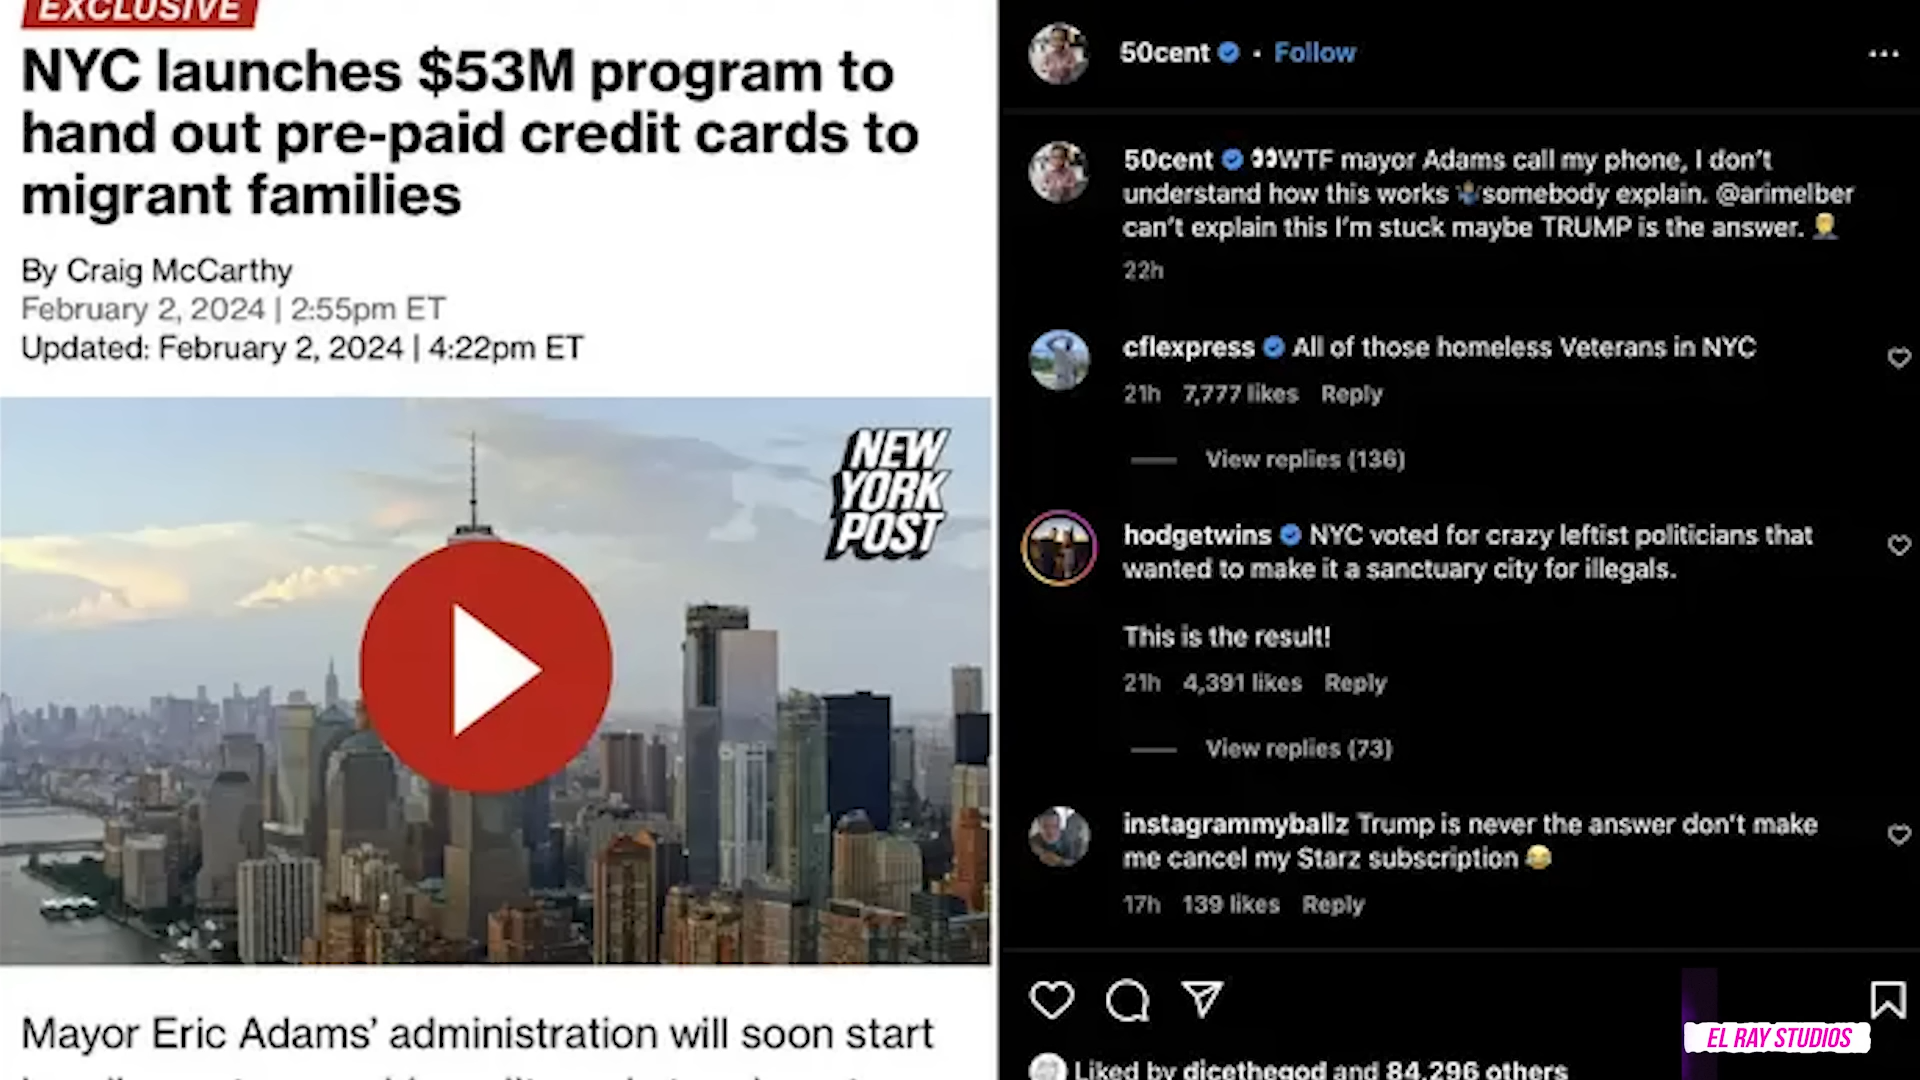 EXCLUSIVE
NYC launches $53M program to
hand out pre-paid credit cards to
migrant families
By Craig McCarthy
February 2, 2024 | 2:55pm ET
Updated: February 2, 2024 | 4:22pm ET
NEW
YORK
POST
Mayor Eric Adams’ administration will soon start
50cent • Follow
50cent 👀WTF mayor Adams call my phone, I don’t
understand how this works 🤷🏿‍♂️somebody explain. @arimelber
can’t explain this I’m stuck maybe TRUMP is the answer. 🤦‍♂️
22h
cflexpress All of those homeless Veterans in NYC
21h 7,777 likes Reply
View replies (136)
hodgetwins NYC voted for crazy leftist politicians that
wanted to make it a sanctuary city for illegals.
This is the result!
21h 4,391 likes Reply
View replies (73)
instagrammyballz Trump is never the answer don’t make
me cancel my Starz subscription 😂
17h 139 likes Reply
Liked by dicethegod and 84,296 others
EL RAY STUDIOS